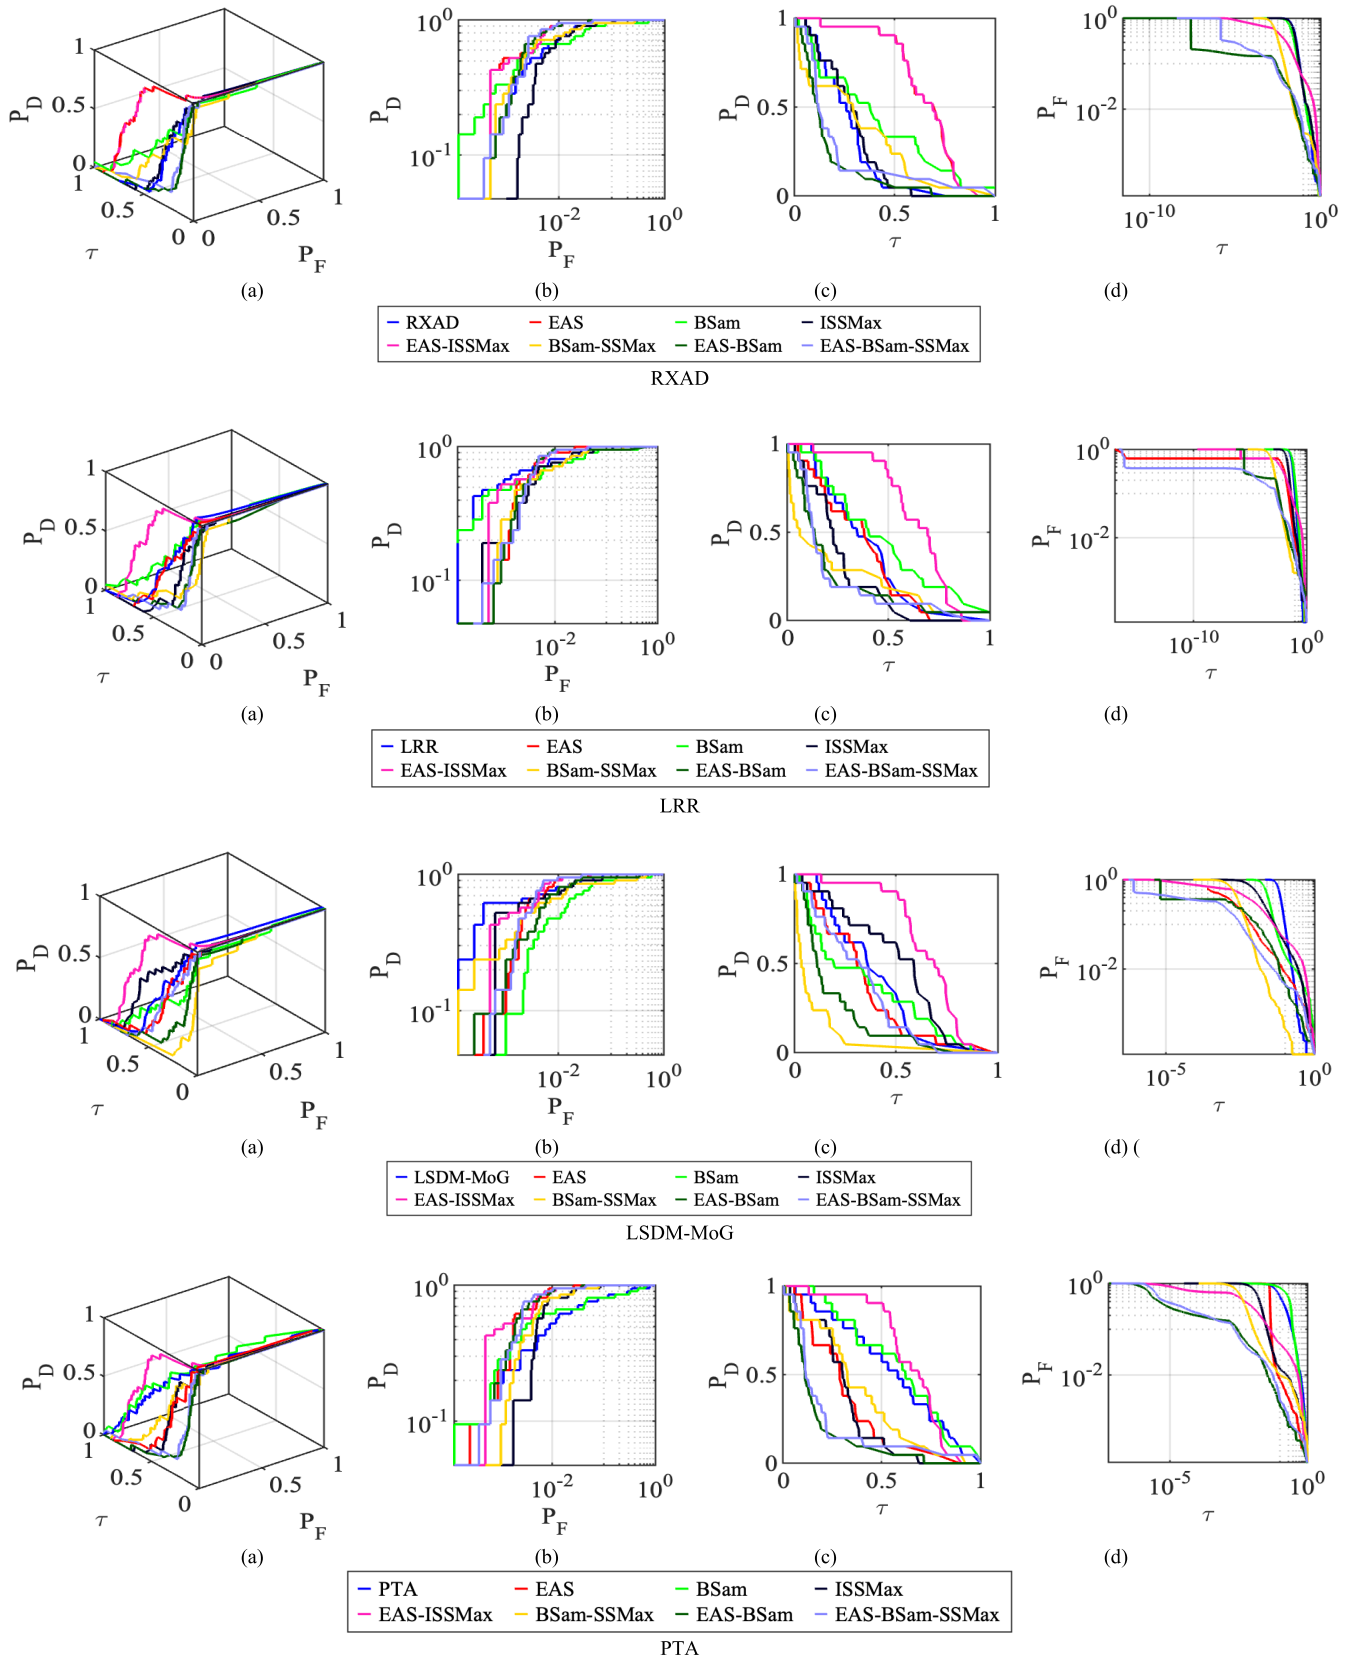 1
0.5
0
P_D
1
0.5
0
τ
0
0.5
1
P_F
10^0
10^-1
P_D
10^-2
10^0
P_F
1
0.5
0
P_D
0
0.5
1
τ
10^0
10^-2
P_F
10^-10
10^0
τ
(a)
(b)
(c)
(d)
RXAD EAS BSam ISSMax
EAS-ISSMax BSam-SSMax EAS-BSam EAS-BSam-SSMax
RXAD
1
0.5
0
P_D
1
0.5
0
τ
0
0.5
1
P_F
10^0
10^-1
P_D
10^-2
10^0
P_F
1
0.5
0
P_D
0
0.5
1
τ
10^0
10^-2
P_F
10^-10
10^0
τ
(a)
(b)
(c)
(d)
LRR EAS BSam ISSMax
EAS-ISSMax BSam-SSMax EAS-BSam EAS-BSam-SSMax
LRR
1
0.5
0
P_D
1
0.5
0
τ
0.5
1
P_F
10^0
10^-1
P_D
10^-2
10^0
P_F
1
0.5
0
P_D
0
0.5
1
τ
10^0
10^-2
P_F
10^-5
10^0
τ
(a)
(b)
(c)
(d) (
LSDM-MoG EAS BSam ISSMax
EAS-ISSMax BSam-SSMax EAS-BSam EAS-BSam-SSMax
LSDM-MoG
1
0.5
0
P_D
1
0.5
0
τ
0.5
1
P_F
10^0
10^-1
P_D
10^-2
10^0
P_F
1
0.5
0
P_D
0
0.5
1
τ
10^0
10^-2
P_F
10^-5
10^0
τ
(a)
(b)
(c)
(d)
PTA EAS BSam ISSMax
EAS-ISSMax BSam-SSMax EAS-BSam EAS-BSam-SSMax
PTA